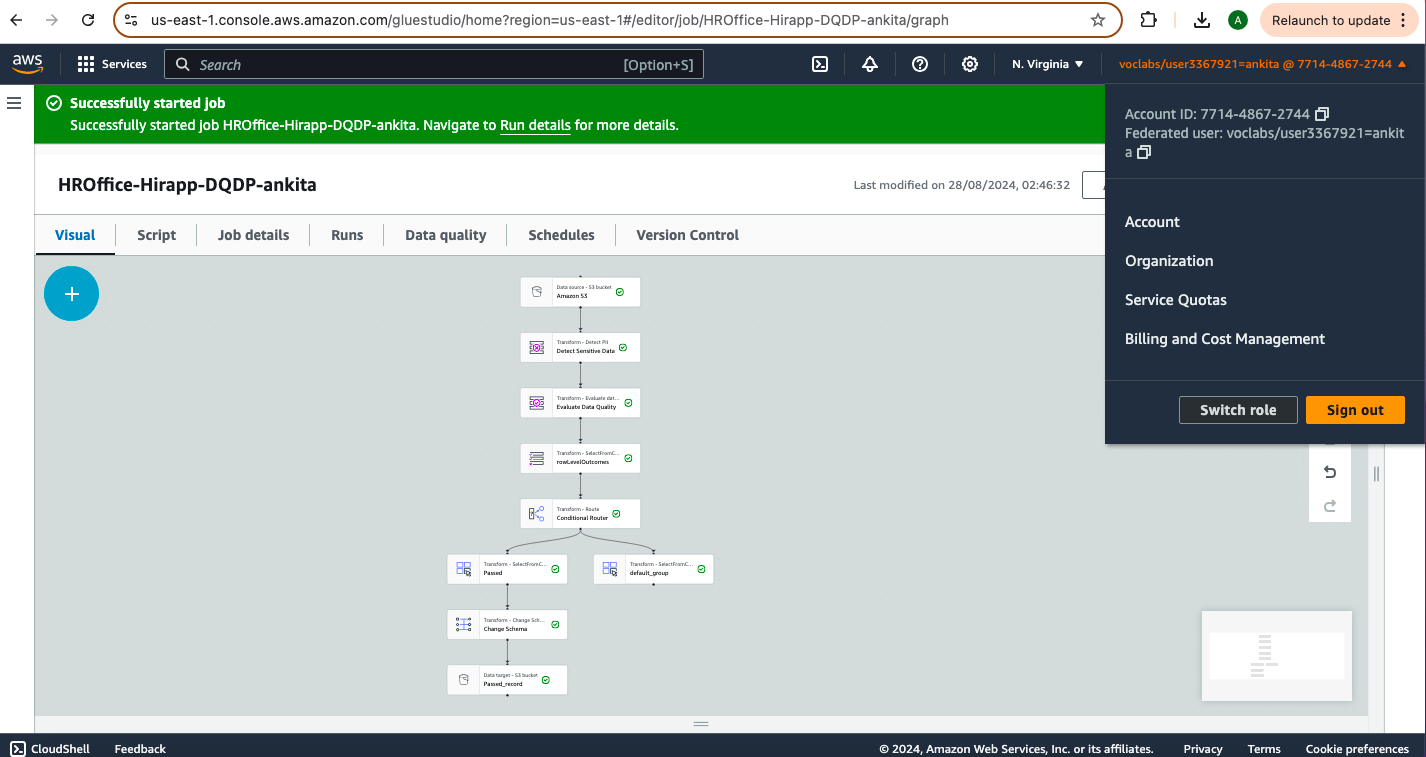 us-east-1.console.aws.amazon.com/gluestudio/home?region=us-east-1#/editor/job/HROffice-Hirapp-DQDP-ankita/graph
A
Relaunch to update
aws
Services
Search
[Option+S]
N. Virginia
voclabs/user3367921=ankita @ 7714-4867-2744
Successfully started job
Successfully started job HROffice-Hirapp-DQDP-ankita. Navigate to Run details for more details.
Account ID: 7714-4867-2744
Federated user: voclabs/user3367921=ankit
a
Account
Organization
Service Quotas
Billing and Cost Management
Switch role
Sign out
HROffice-Hirapp-DQDP-ankita
Last modified on 28/08/2024, 02:46:32
Visual
Script
Job details
Runs
Data quality
Schedules
Version Control
Data source - S3 bucket
Amazon S3
Transform - Detect PII
Detect Sensitive Data
Transform - Evaluate dat...
Evaluate Data Quality
Transform - SelectFromC...
rowLevelOutcomes
Transform - Route
Conditional Router
Transform - SelectFromC...
Passed
Transform - SelectFromC...
default_group
Transform - Change Sch...
Change Schema
Data target - S3 bucket
Passed_record
CloudShell
Feedback
© 2024, Amazon Web Services, Inc. or its affiliates.
Privacy
Terms
Cookie preferences